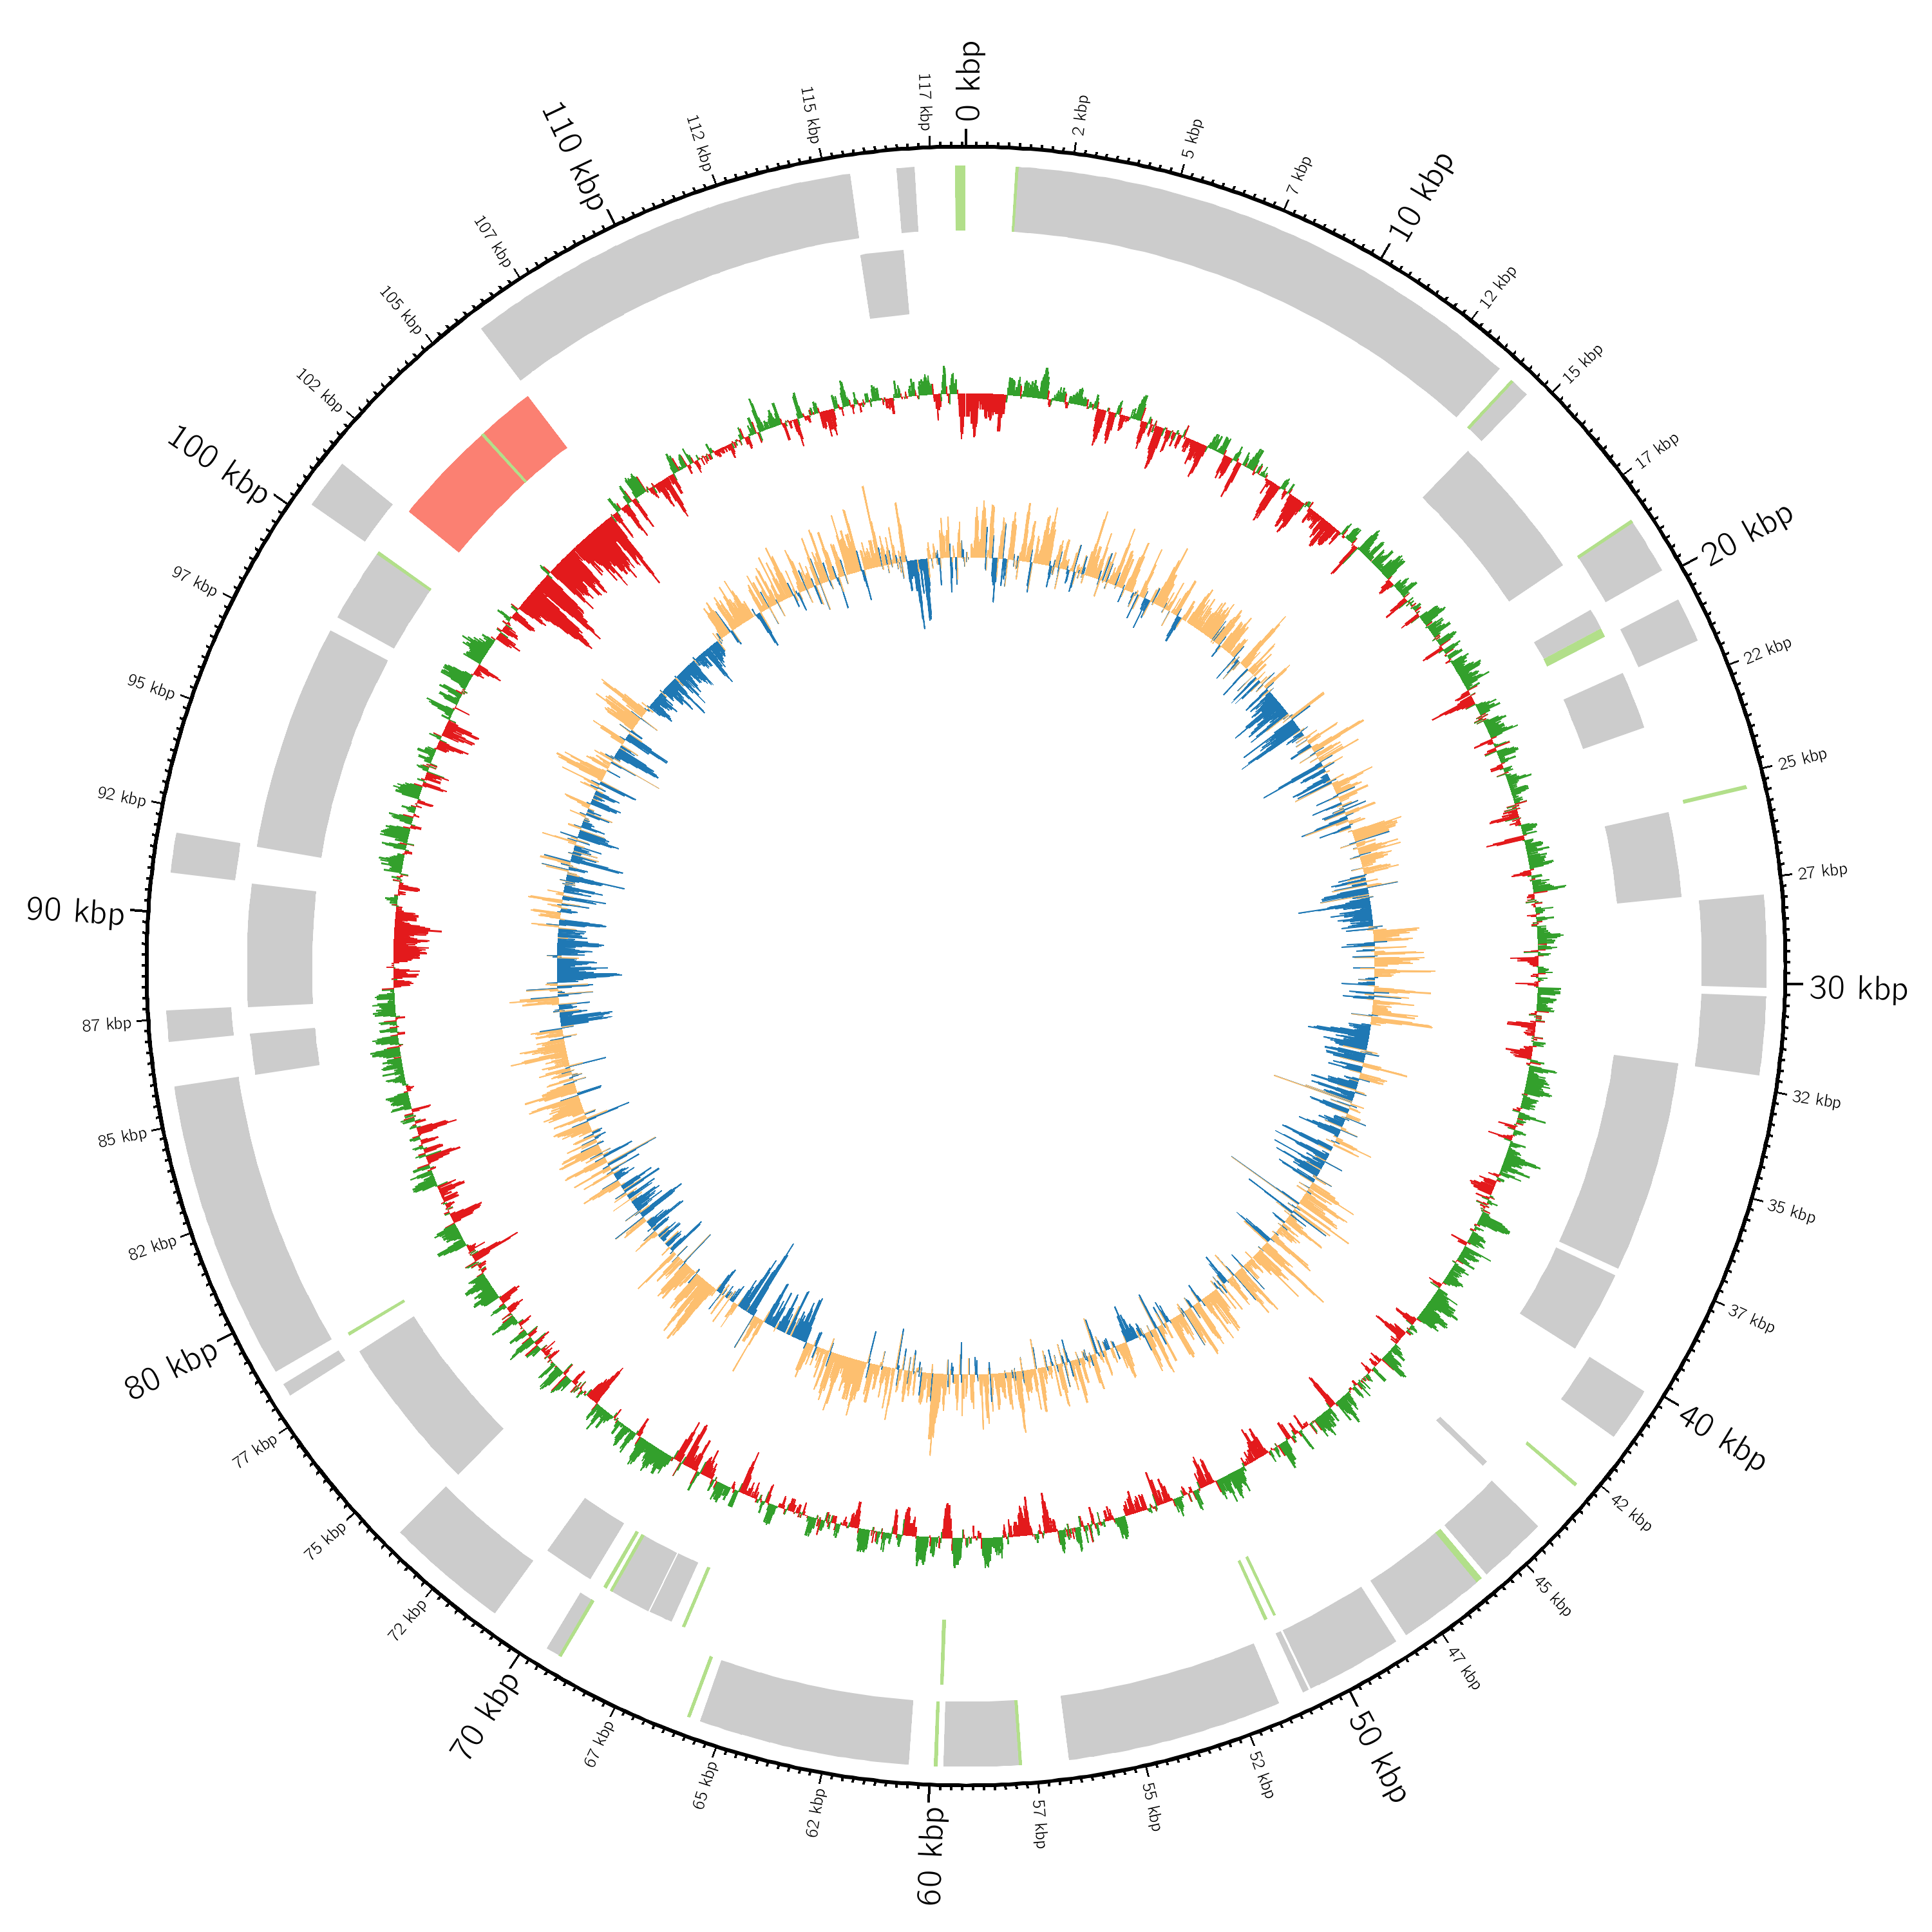 0 kbp
2 kbp
5 kbp
7 kbp
10 kbp
12 kbp
15 kbp
17 kbp
20 kbp
22 kbp
25 kbp
27 kbp
30 kbp
32 kbp
35 kbp
37 kbp
40 kbp
42 kbp
45 kbp
47 kbp
50 kbp
52 kbp
55 kbp
57 kbp
60 kbp
62 kbp
65 kbp
67 kbp
70 kbp
72 kbp
75 kbp
77 kbp
80 kbp
82 kbp
85 kbp
87 kbp
90 kbp
92 kbp
95 kbp
97 kbp
100 kbp
102 kbp
105 kbp
107 kbp
110 kbp
112 kbp
115 kbp
117 kbp